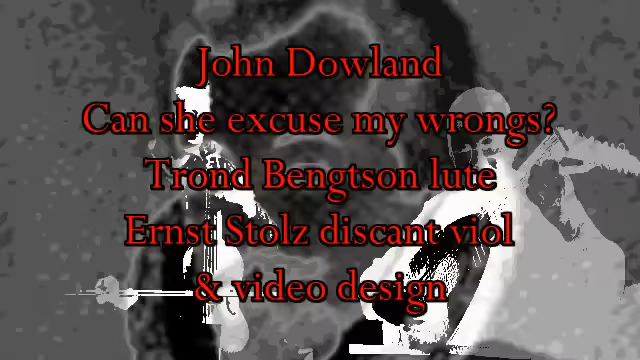 John Dowland
Can she excuse my wrongs?
Trond Bengtson lute
Ernst Stolz discant viol
& video design